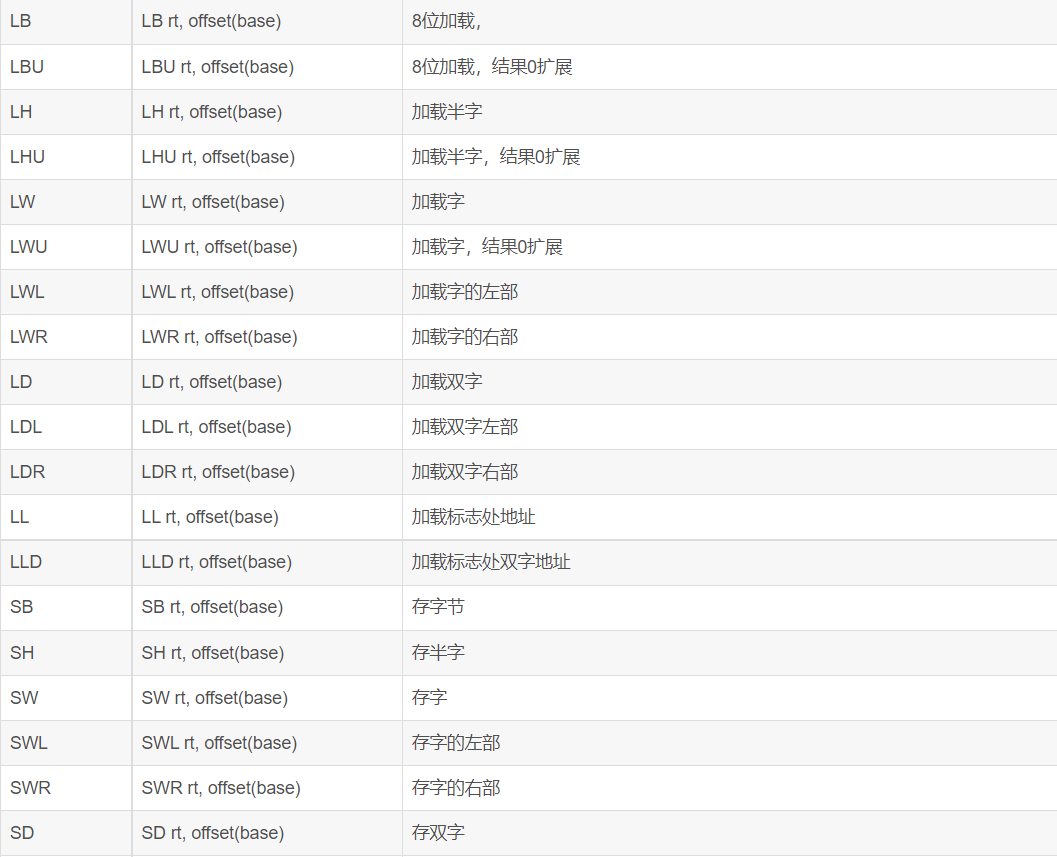 LB LB rt, offset(base) 8位加载,
LBU LBU rt, offset(base) 8位加载，结果0扩展
LH LH rt, offset(base) 加载半字
LHU LHU rt, offset(base) 加载半字，结果0扩展
LW LW rt, offset(base) 加载字
LWU LWU rt, offset(base) 加载字，结果0扩展
LWL LWL rt, offset(base) 加载字的左部
LWR LWR rt, offset(base) 加载字的右部
LD LD rt, offset(base) 加载双字
LDL LDL rt, offset(base) 加载双字左部
LDR LDR rt, offset(base) 加载双字右部
LL LL rt, offset(base) 加载标志处地址
LLD LLD rt, offset(base) 加载标志处双字地址
SB SB rt, offset(base) 存字节
SH SH rt, offset(base) 存半字
SW SW rt, offset(base) 存字
SWL SWL rt, offset(base) 存字的左部
SWR SWR rt, offset(base) 存字的右部
SD SD rt, offset(base) 存双字